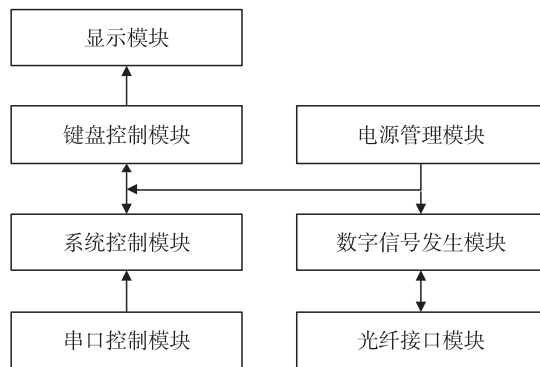 显示模块
键盘控制模块
电源管理模块
系统控制模块
数字信号发生模块
串口控制模块
光纤接口模块